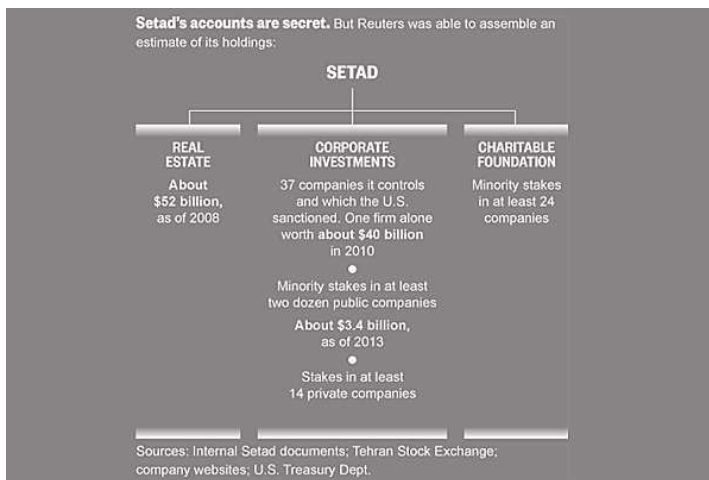 Setad's accounts are secret. But Reuters was able to assemble an
estimate of its holdings:
SETAD
REAL
ESTATE
About
$52 billion,
as of 2008
CORPORATE
INVESTMENTS
37 companies it controls
and which the U.S.
sanctioned. One firm alone
worth about $40 billion
in 2010
Minority stakes in at least
two dozen public companies
About $3.4 billion,
as of 2013
Stakes in at least
14 private companies
CHARITABLE
FOUNDATION
Minority stakes
in at least 24
companies
Sources: Internal Setad documents; Tehran Stock Exchange;
company websites; U.S. Treasury Dept.